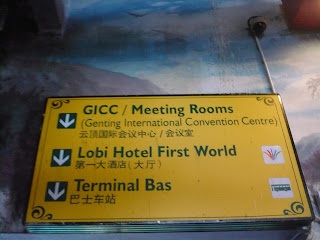 GICC / Meeting Rooms
(Genting International Convention Centre)
云顶国际会议中心/会议室
Lobi Hotel First World
第一大酒店(大厅)
Terminal Bas
巴士车站